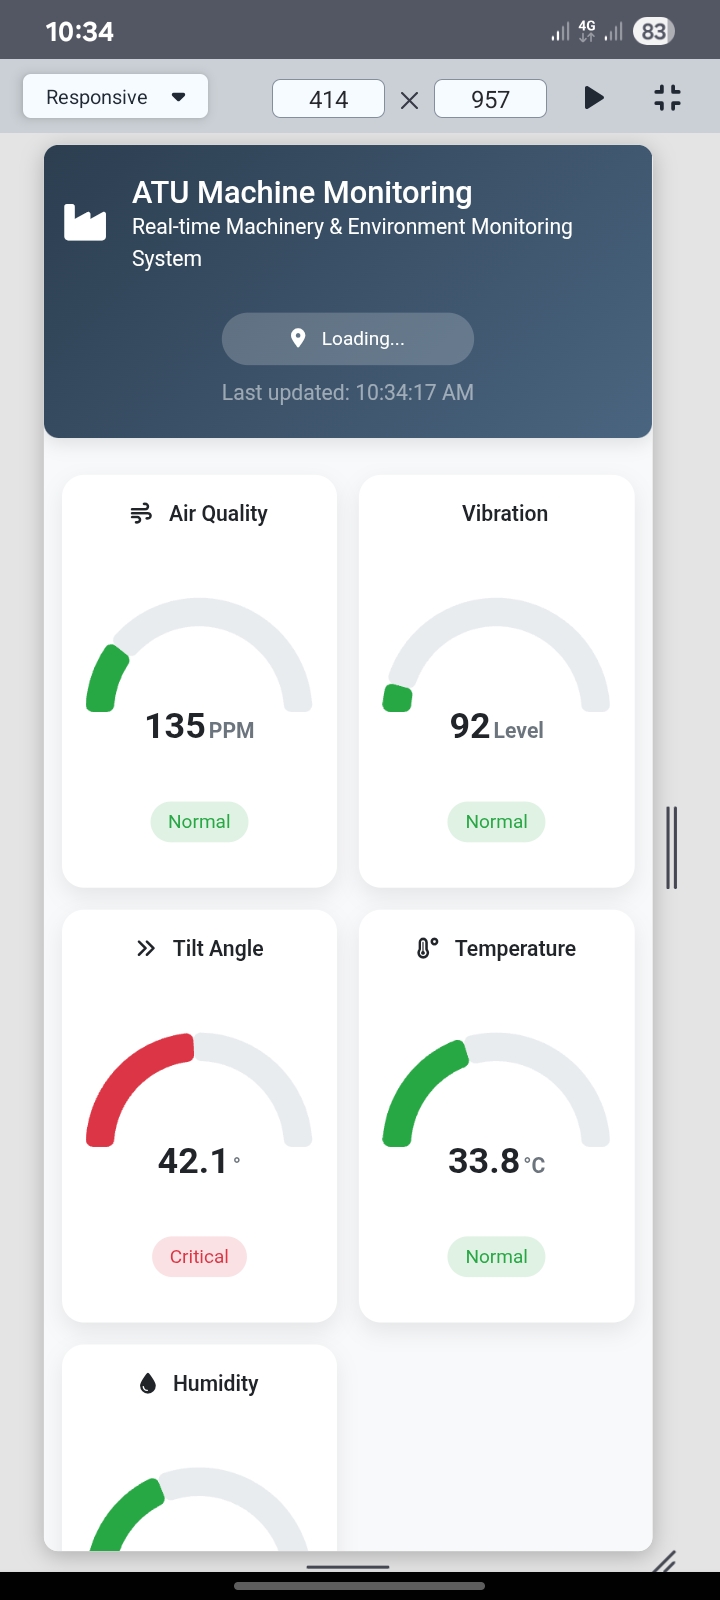 10:34
4G
83
Responsive
414 × 957
ATU Machine Monitoring
Real-time Machinery & Environment Monitoring
System
Loading...
Last updated: 10:34:17 AM
Air Quality
135 PPM
Normal
Vibration
92 Level
Normal
Tilt Angle
42.1 °
Critical
Temperature
33.8 °C
Normal
Humidity